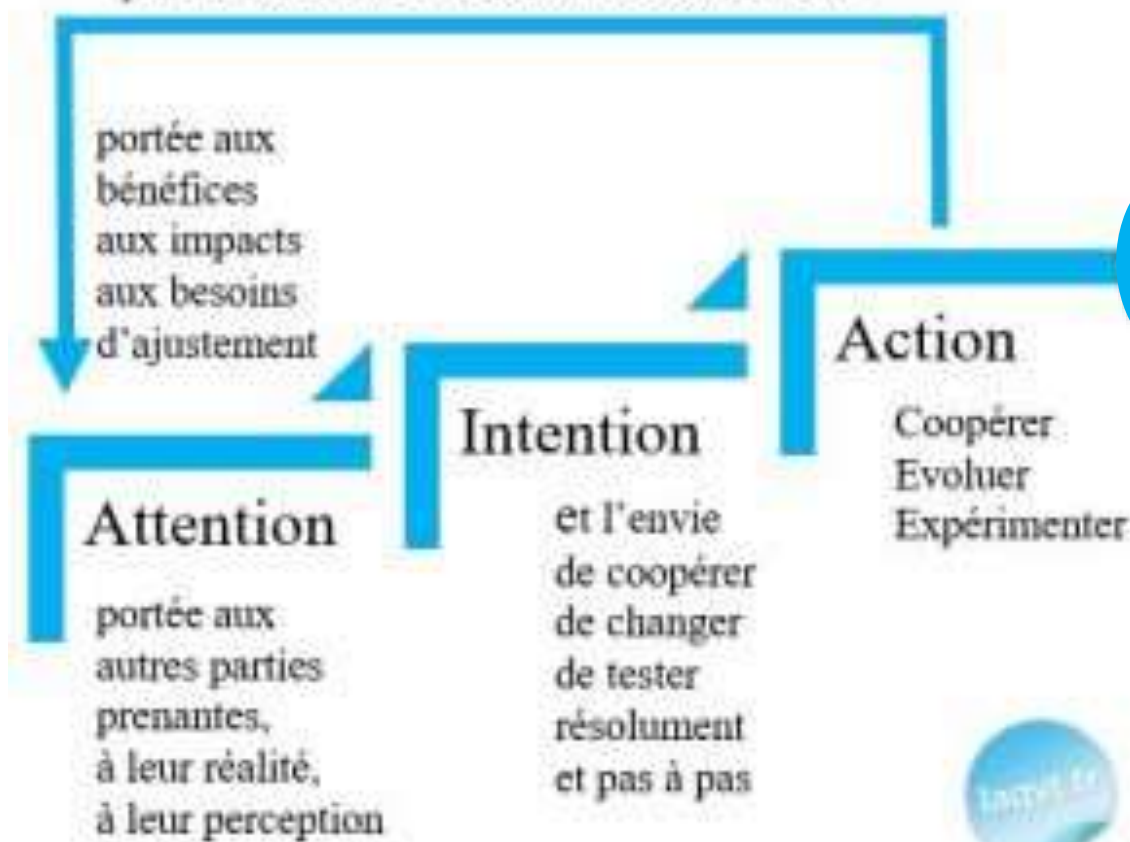 portée aux
bénéfices
aux impacts
aux besoins
d'ajustement
Attention
portée aux
autres parties
prenantes,
à leur réalité,
à leur perception
Intention
et l'envie
de coopérer
de changer
de tester
résolument
et pas à pas
Action
Coopérer
Evoluer
Expérimenter